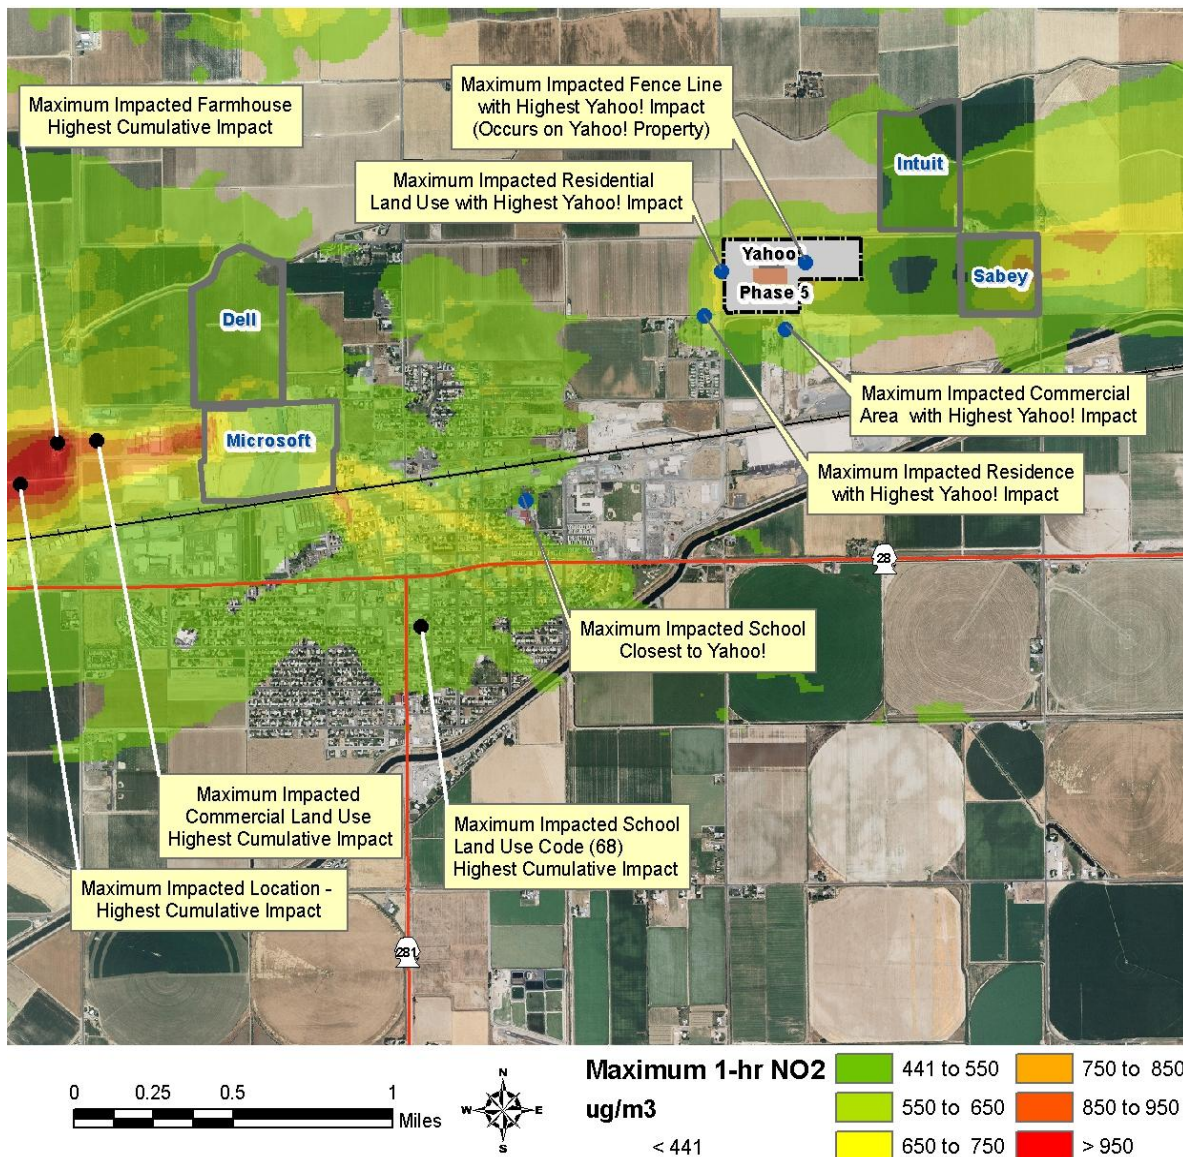 Maximum Impacted Farmhouse
Highest Cumulative Impact
Maximum Impacted Fence Line
with Highest Yahoo! Impact
(Occurs on Yahoo! Property)
Maximum Impacted Residential
Land Use with Highest Yahoo! Impact
Intuit
Yahoo
Phase 5
Sabey
Dell
Microsoft
Maximum Impacted Commercial
Area with Highest Yahoo! Impact
Maximum Impacted Residence
with Highest Yahoo! Impact
28
Maximum Impacted School
Closest to Yahoo!
Maximum Impacted
Commercial Land Use
Highest Cumulative Impact
Maximum Impacted School
Land Use Code (68)
Highest Cumulative Impact
Maximum Impacted Location -
Highest Cumulative Impact
281
0 0.25 0.5 1
Miles
N
W E
S
Maximum 1-hr NO2
ug/m3
< 441
441 to 550
550 to 650
650 to 750
750 to 850
850 to 950
> 950